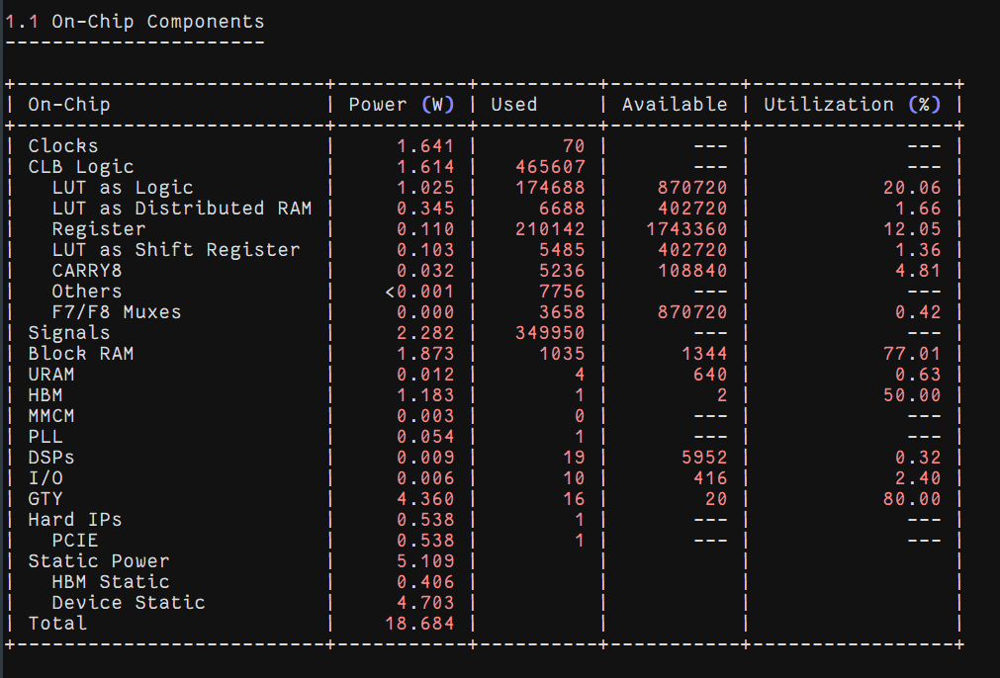 1.1 On-Chip Components
----------------------
+--------------------------+-----------+----------+-----------+-----------------+
| On-Chip                  | Power (W) | Used     | Available | Utilization (%) |
+--------------------------+-----------+----------+-----------+-----------------+
| Clocks                   |     1.641 |       70 |       --- |             --- |
| CLB Logic                |     1.614 |   465607 |       --- |             --- |
|   LUT as Logic           |     1.025 |   174688 |    870720 |           20.06 |
|   LUT as Distributed RAM |     0.345 |     6688 |    402720 |            1.66 |
|   Register               |     0.110 |   210142 |   1743360 |           12.05 |
|   LUT as Shift Register  |     0.103 |     5485 |    402720 |            1.36 |
|   CARRY8                 |     0.032 |     5236 |    108840 |            4.81 |
|   Others                 |    <0.001 |     7756 |       --- |             --- |
|   F7/F8 Muxes            |     0.000 |     3658 |    870720 |            0.42 |
| Signals                  |     2.282 |   349950 |       --- |             --- |
| Block RAM                |     1.873 |     1035 |      1344 |           77.01 |
| URAM                     |     0.012 |        4 |       640 |            0.63 |
| HBM                      |     1.183 |        1 |         2 |           50.00 |
| MMCM                     |     0.003 |        0 |       --- |             --- |
| PLL                      |     0.054 |        1 |       --- |             --- |
| DSPs                     |     0.009 |       19 |      5952 |            0.32 |
| I/O                      |     0.006 |       10 |       416 |            2.40 |
| GTY                      |     4.360 |       16 |        20 |           80.00 |
| Hard IPs                 |     0.538 |        1 |       --- |             --- |
|   PCIE                   |     0.538 |        1 |       --- |             --- |
| Static Power             |     5.109 |          |           |                 |
|   HBM Static             |     0.406 |          |           |                 |
|   Device Static          |     4.703 |          |           |                 |
| Total                    |    18.684 |          |           |                 |
+--------------------------+-----------+----------+-----------+-----------------+